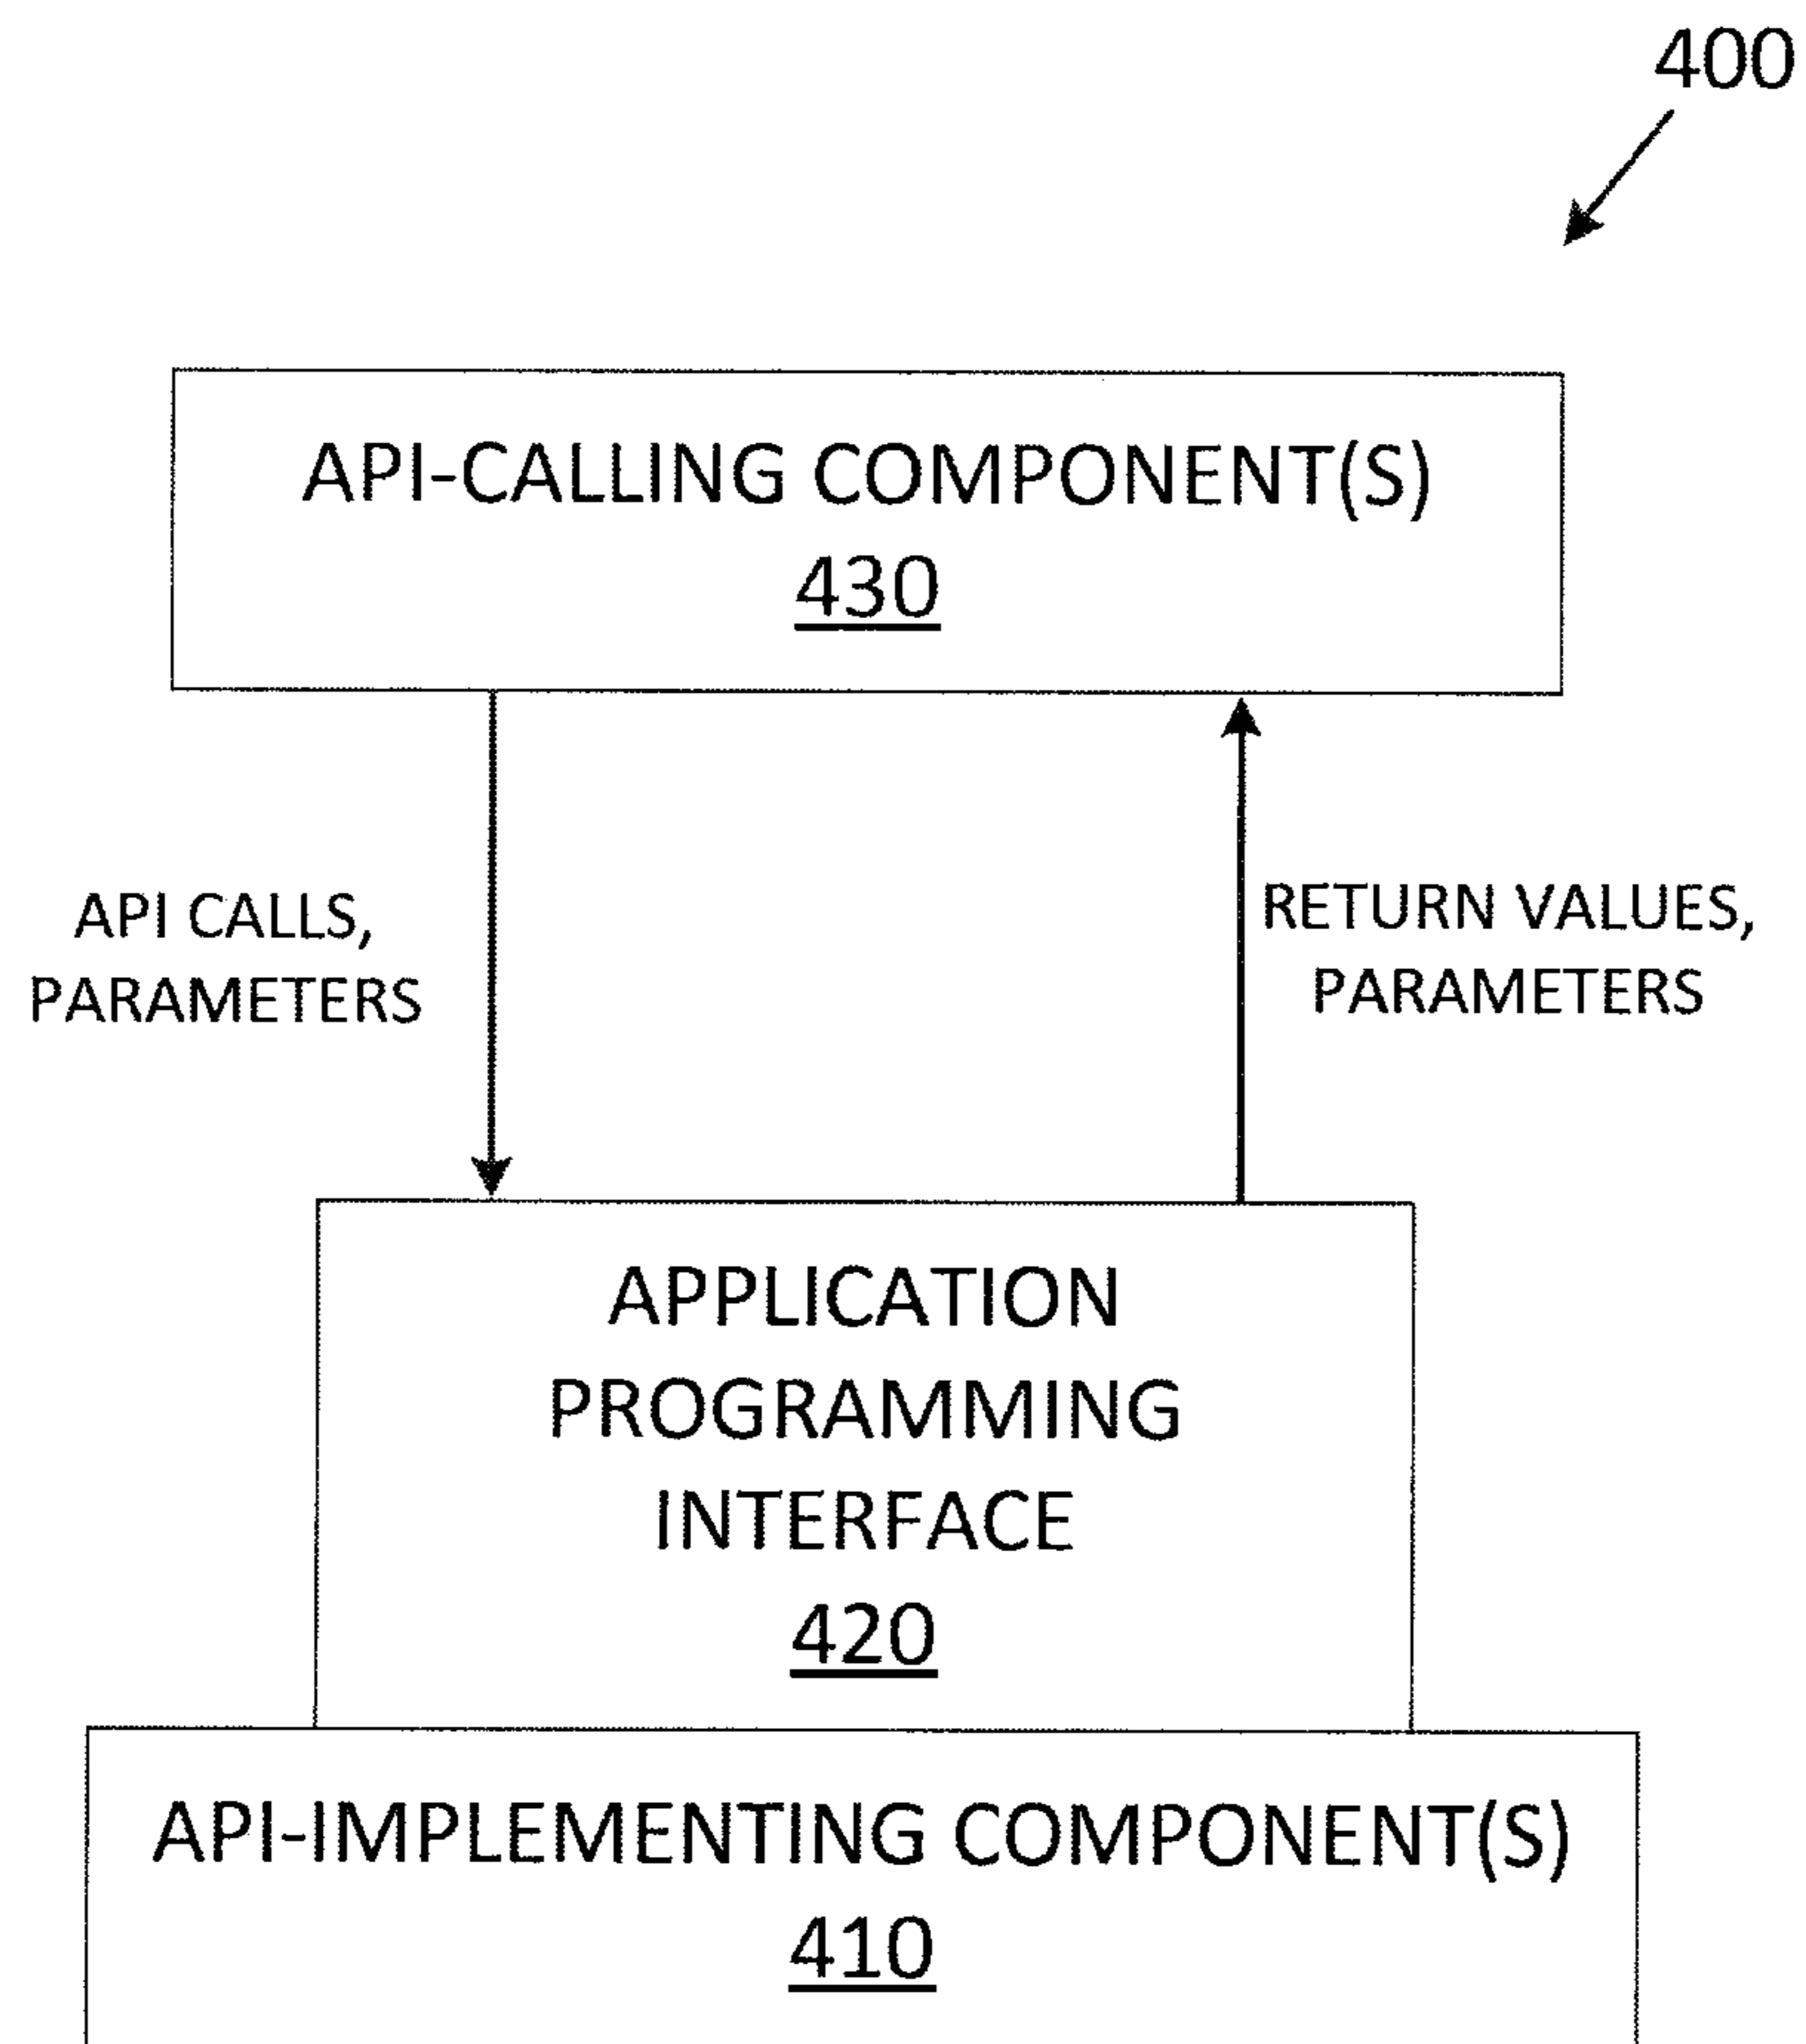 400
API-CALLING COMPONENT(S)
430
API CALLS,
PARAMETERS
RETURN VALUES,
PARAMETERS
APPLICATION
PROGRAMMING
INTERFACE
420
API-IMPLEMENTING COMPONENT(S)
410